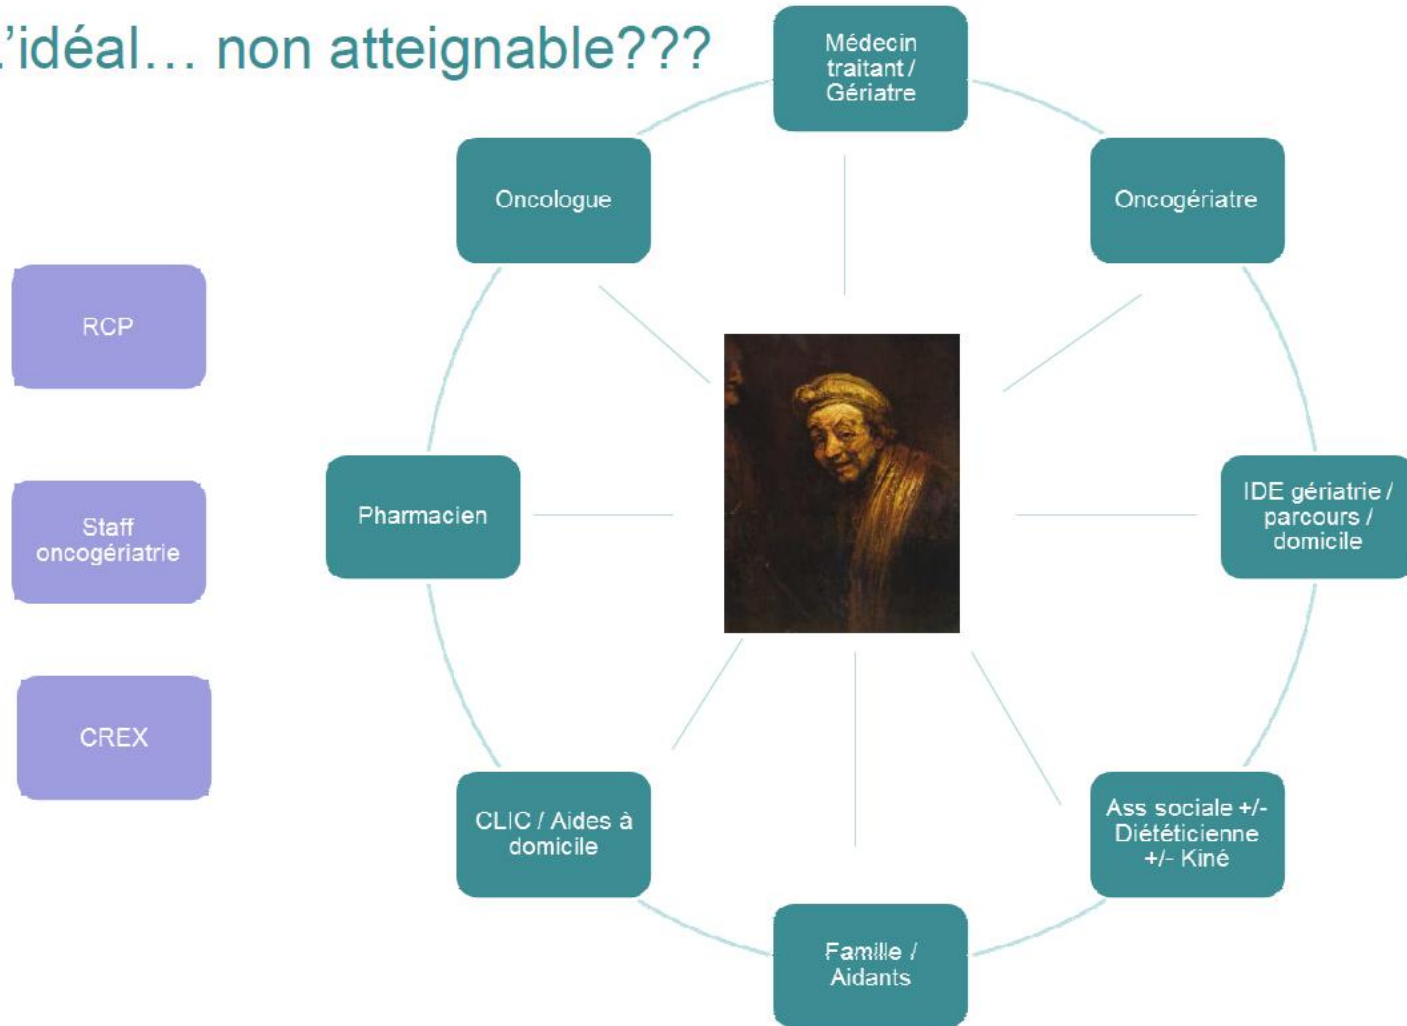 'idéal… non atteignable???
Médecin
traitant /
Gériatre
Oncologue
Oncogériatre
RCP
Pharmacien
IDE gériatrie /
parcours /
domicile
Staff
oncogériatrie
CREX
CLIC / Aides à
domicile
Ass sociale +/-
Diététicienne
+/- Kiné
Famille /
Aidants